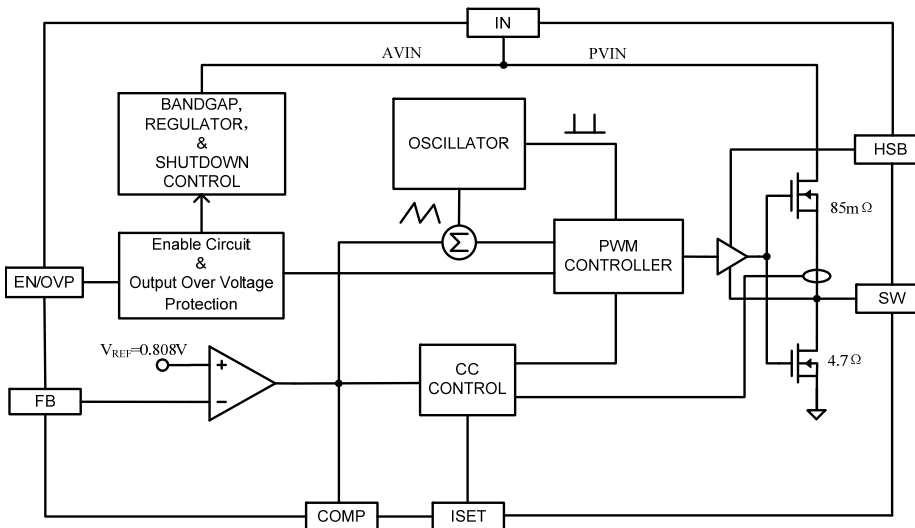 IN
AVIN
PVIN
BANDGAP,
REGULATOR,
&
SHUTDOWN
CONTROL
OSCILLATOR
HSB
85mΩ
Σ
Enable Circuit
&
Output Over Voltage
Protection
PWM
CONTROLLER
EN/OVP
SW
VREF=0.808V
+
−
CC
CONTROL
4.7Ω
FB
COMP
ISET